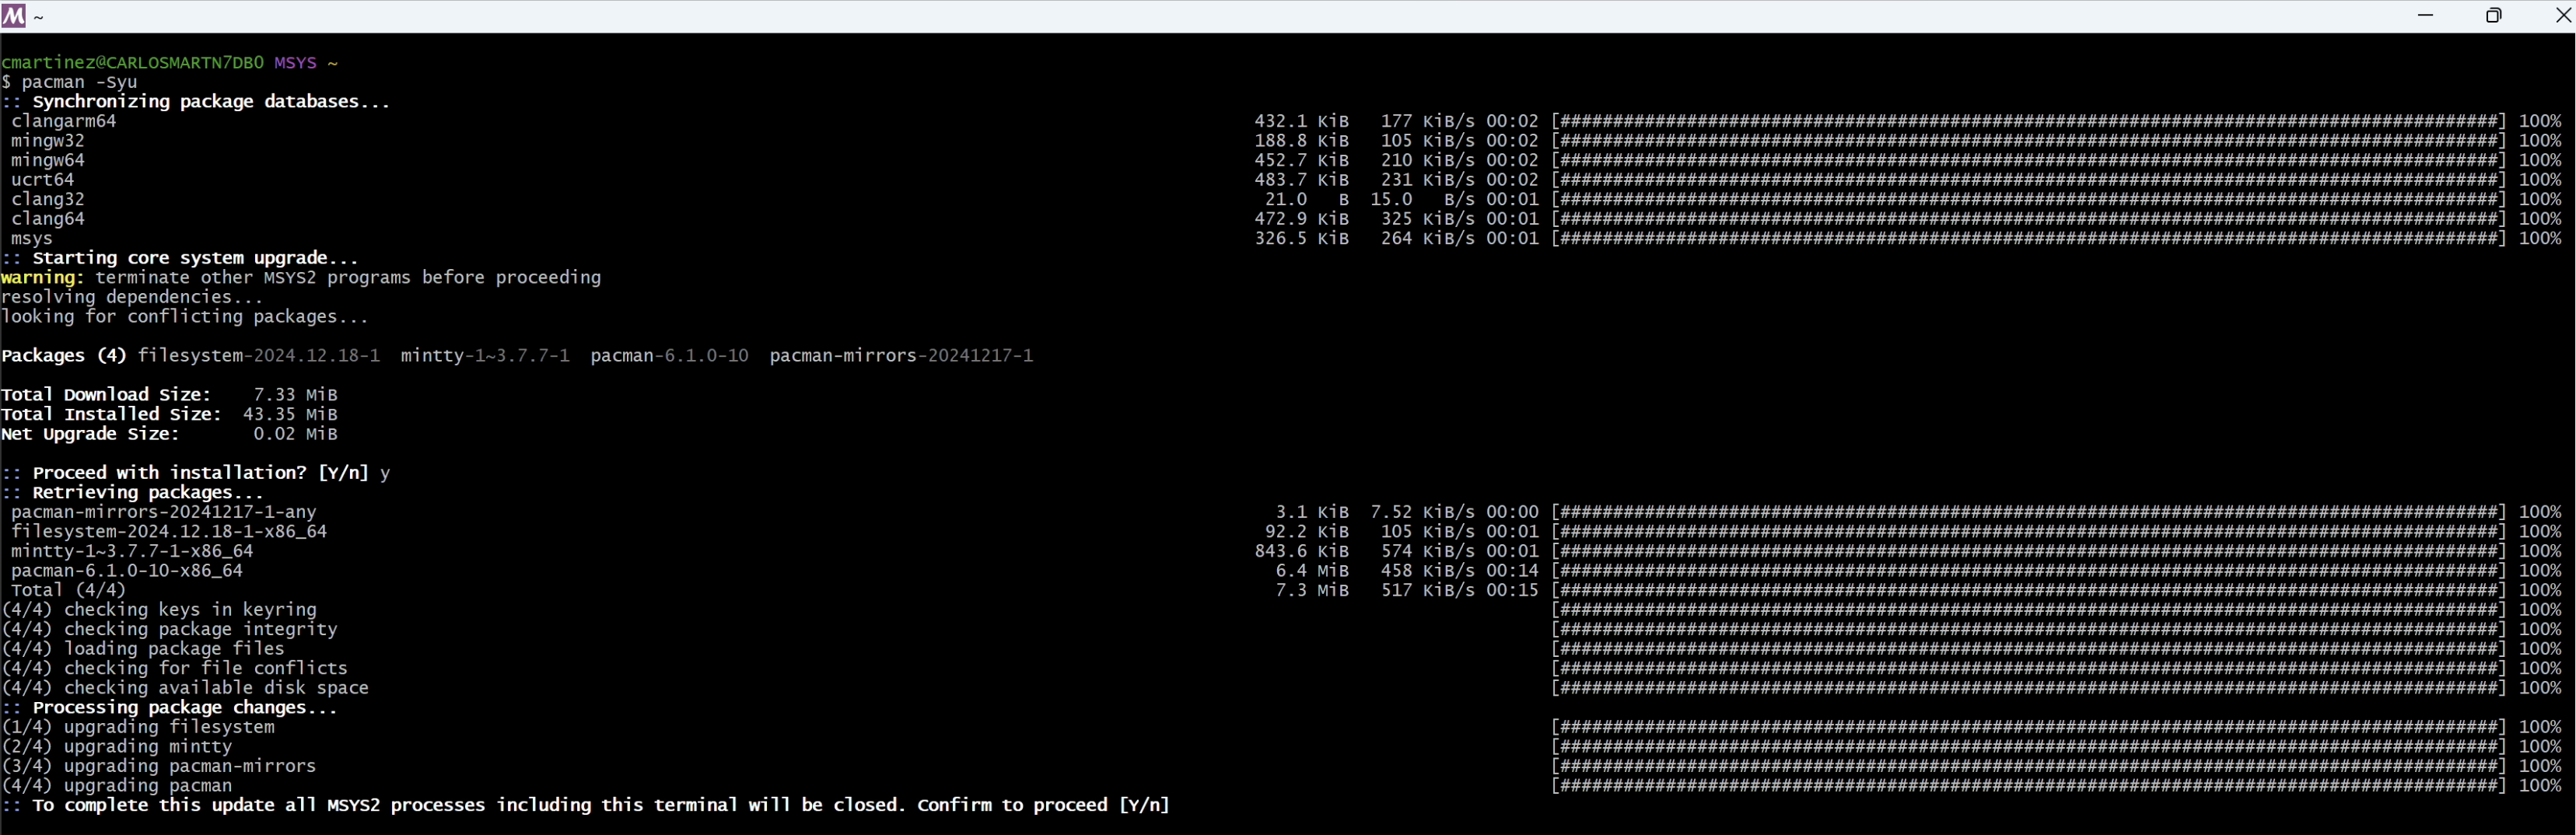 M ~
cmartinez@CARLOSMARTN7DB0 MSYS ~
$ pacman -Syu
:: Synchronizing package databases...
clangarm64 432.1 KiB 177 KiB/s 00:02 [#########################################################################################] 100%
mingw32 188.8 KiB 105 KiB/s 00:02 [#########################################################################################] 100%
mingw64 452.7 KiB 210 KiB/s 00:02 [#########################################################################################] 100%
ucrt64 483.7 KiB 231 KiB/s 00:02 [#########################################################################################] 100%
clang32 21.0 B 15.0 B/s 00:01 [#########################################################################################] 100%
clang64 472.9 KiB 325 KiB/s 00:01 [#########################################################################################] 100%
msys 326.5 KiB 264 KiB/s 00:01 [#########################################################################################] 100%
:: Starting core system upgrade...
warning: terminate other MSYS2 programs before proceeding
resolving dependencies...
looking for conflicting packages...
Packages (4) filesystem-2024.12.18-1 mintty-1~3.7.7-1 pacman-6.1.0-10 pacman-mirrors-20241217-1
Total Download Size: 7.33 MiB
Total Installed Size: 43.35 MiB
Net Upgrade Size: 0.02 MiB
:: Proceed with installation? [Y/n] y
:: Retrieving packages...
pacman-mirrors-20241217-1-any 3.1 KiB 7.52 KiB/s 00:00 [#########################################################################################] 100%
filesystem-2024.12.18-1-x86_64 92.2 KiB 105 KiB/s 00:01 [#########################################################################################] 100%
mintty-1~3.7.7-1-x86_64 843.6 KiB 574 KiB/s 00:01 [#########################################################################################] 100%
pacman-6.1.0-10-x86_64 6.4 MiB 458 KiB/s 00:14 [#########################################################################################] 100%
Total (4/4) 7.3 MiB 517 KiB/s 00:15 [#########################################################################################] 100%
(4/4) checking keys in keyring [#########################################################################################] 100%
(4/4) checking package integrity [#########################################################################################] 100%
(4/4) loading package files [#########################################################################################] 100%
(4/4) checking for file conflicts [#########################################################################################] 100%
(4/4) checking available disk space [#########################################################################################] 100%
:: Processing package changes...
(1/4) upgrading filesystem [#########################################################################################] 100%
(2/4) upgrading mintty [#########################################################################################] 100%
(3/4) upgrading pacman-mirrors [#########################################################################################] 100%
(4/4) upgrading pacman [#########################################################################################] 100%
:: To complete this update all MSYS2 processes including this terminal will be closed. Confirm to proceed [Y/n]